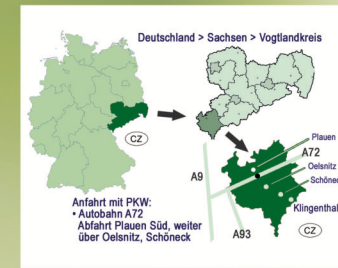 Deutschland > Sachsen > Vogtlandkreis
CZ
Plauen
A72
Oelsnitz
A9
Schöneck
Klingenthal
A93
CZ
Anfahrt mit PKW:
• Autobahn A72
Abfahrt Plauen Süd, weiter
über Oelsnitz, Schöneck